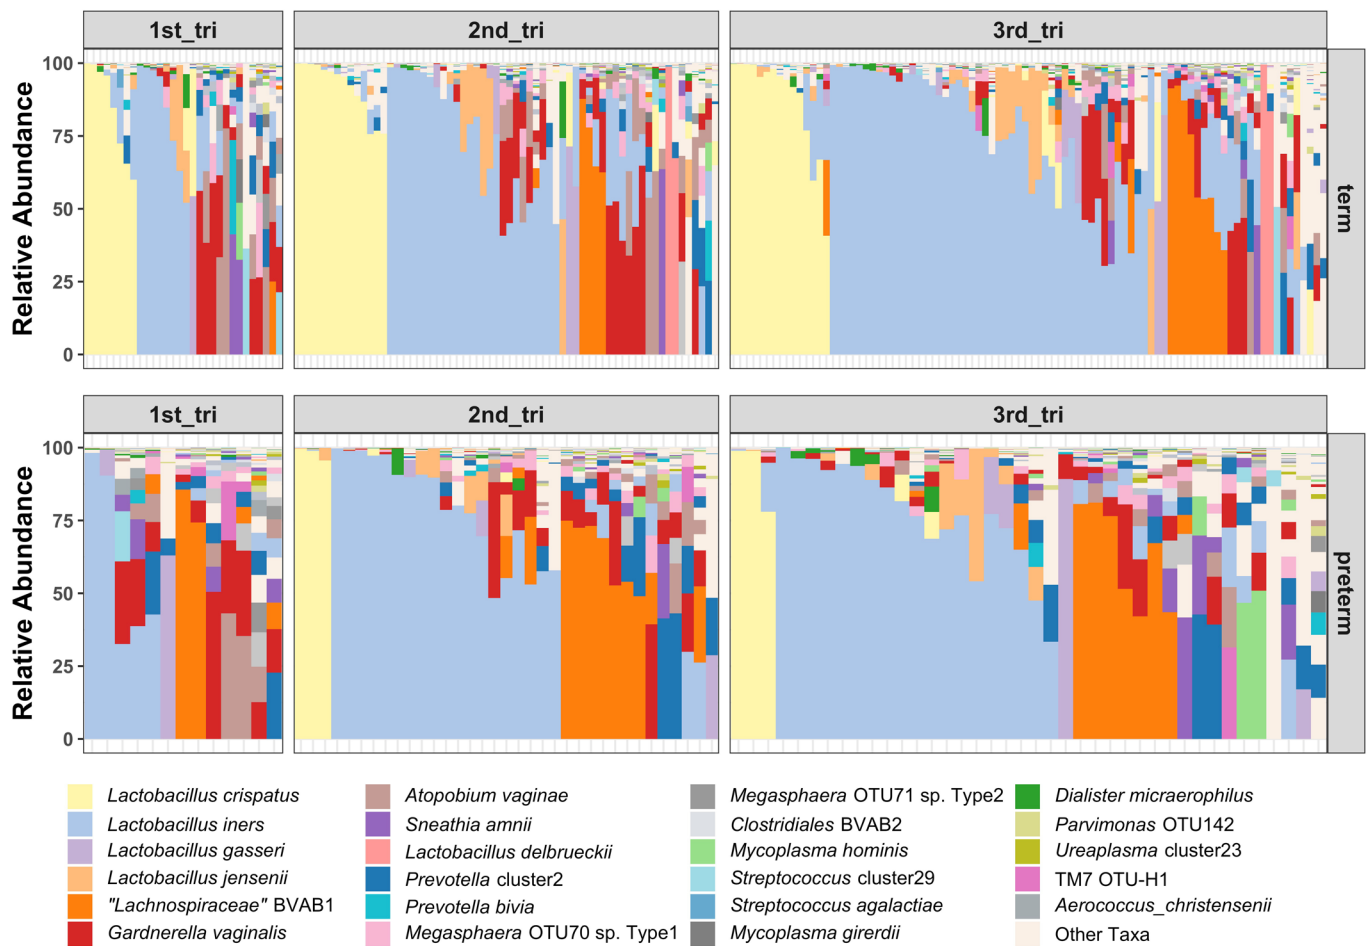 1st_tri 2nd_tri 3rd_tri
Relative Abundance
100
75
50
25
0
term
1st_tri 2nd_tri 3rd_tri
Relative Abundance
100
75
50
25
0
preterm
Lactobacillus crispatus Atopobium vaginae Megasphaera OTU71 sp. Type2 Dialister micraerophilus
Lactobacillus iners Sneathia amnii Clostridiales BVAB2 Parvimonas OTU142
Lactobacillus gasseri Lactobacillus delbrueckii Mycoplasma hominis Ureaplasma cluster23
Lactobacillus jensenii Prevotella cluster2 Streptococcus cluster29 TM7 OTU-H1
"Lachnospiraceae" BVAB1 Prevotella bivia Streptococcus agalactiae Aerococcus_christensenii
Gardnerella vaginalis Megasphaera OTU70 sp. Type1 Mycoplasma girerdii Other Taxa